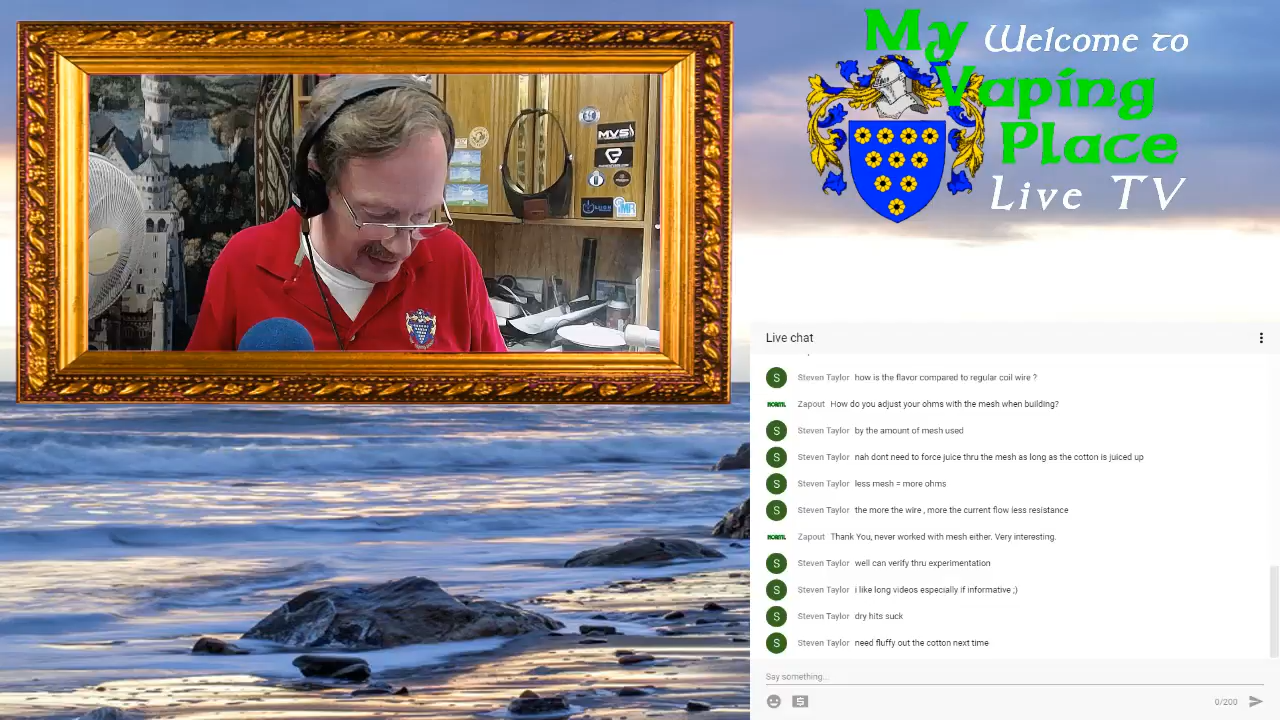 My
Welcome to
Vaping
Place
Live TV
MVS
Live chat
S Steven Taylor how is the flavor compared to regular coil wire ?
Zapout How do you adjust your ohms with the mesh when building?
S Steven Taylor by the amount of mesh used
S Steven Taylor nah dont need to force juice thru the mesh as long as the cotton is juiced up
S Steven Taylor less mesh = more ohms
S Steven Taylor the more the wire , more the current flow less resistance
Zapout Thank You, never worked with mesh either. Very interesting.
S Steven Taylor well can verify thru experimentation
S Steven Taylor i like long videos especially if informative ;)
S Steven Taylor dry hits suck
S Steven Taylor need fluffy out the cotton next time
Say something...
0/200